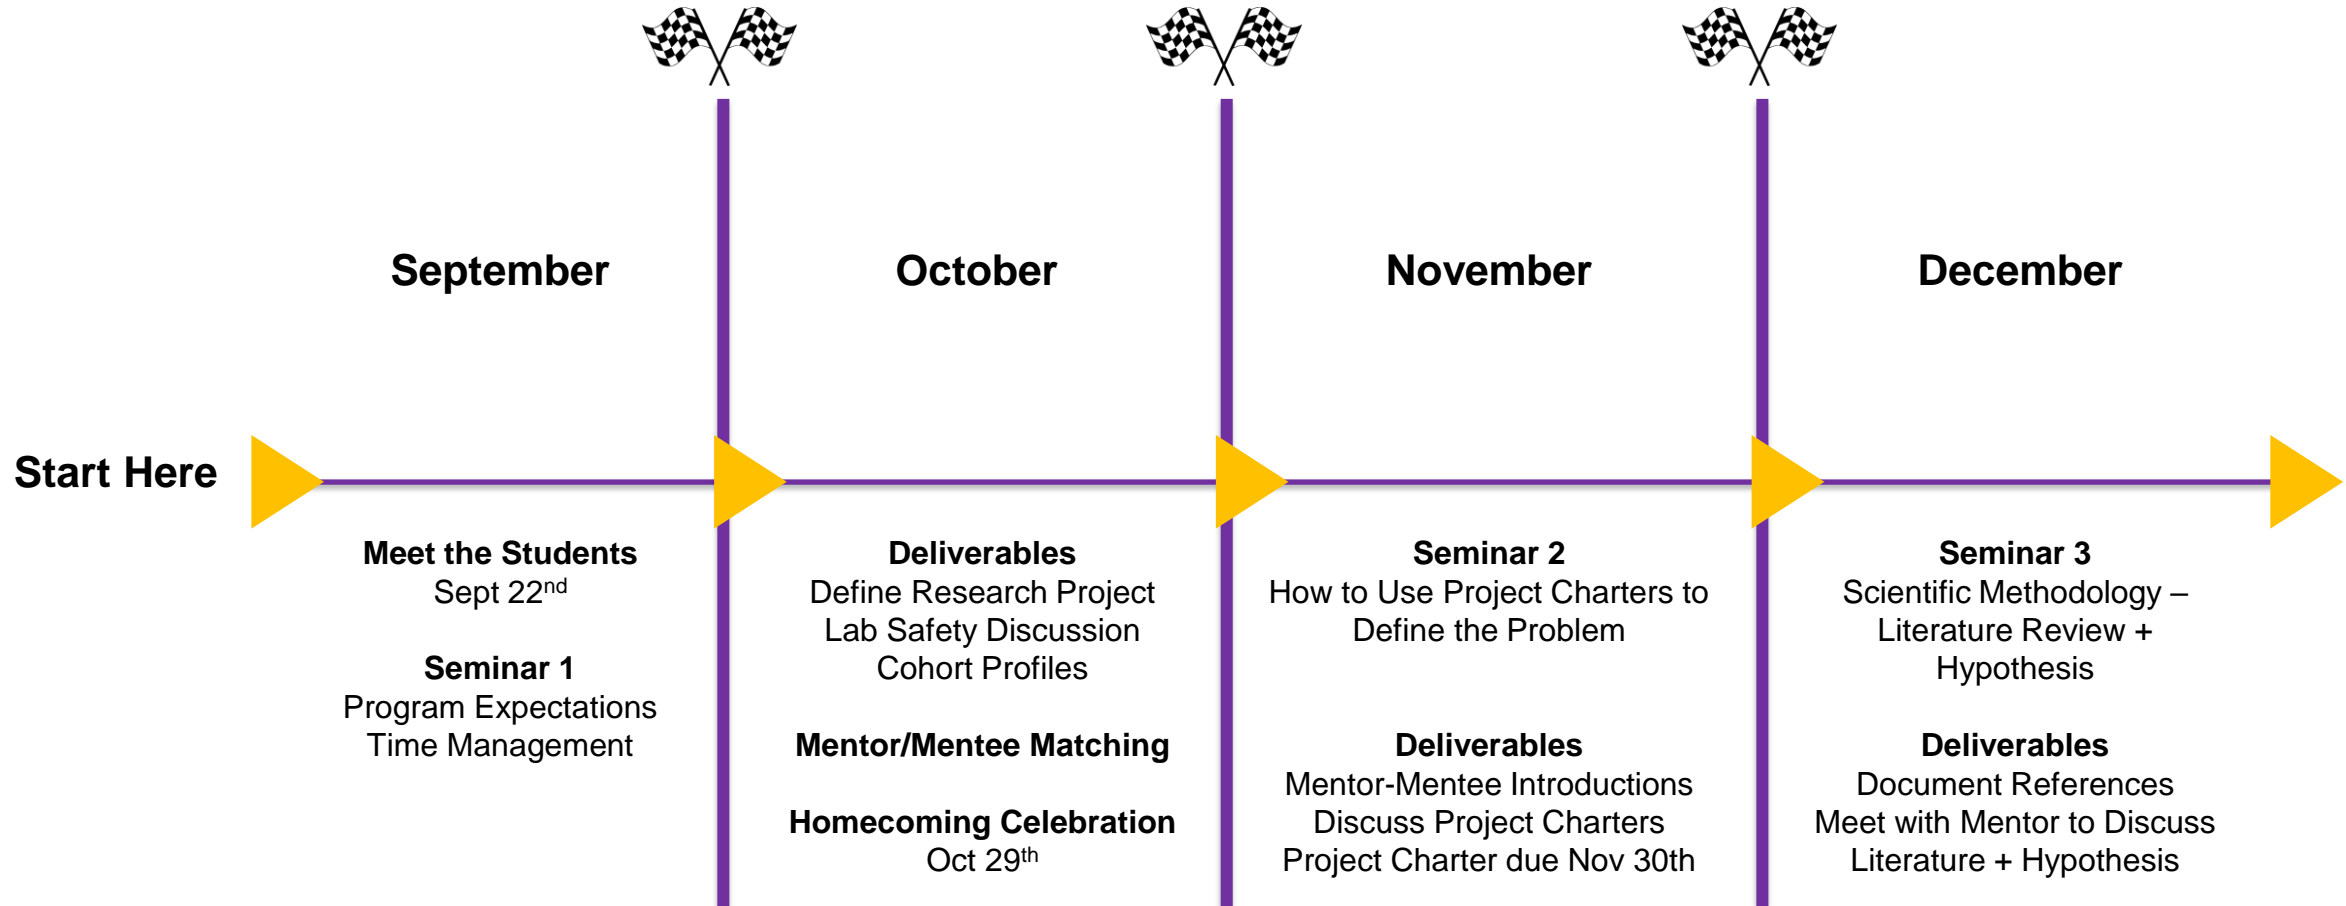 September
October
November
December
Start Here
Meet the Students
Sept 22nd
Seminar 1
Program Expectations
Time Management
Deliverables
Define Research Project
Lab Safety Discussion
Cohort Profiles
Mentor/Mentee Matching
Homecoming Celebration
Oct 29th
Seminar 2
How to Use Project Charters to
Define the Problem
Deliverables
Mentor-Mentee Introductions
Discuss Project Charters
Project Charter due Nov 30th
Seminar 3
Scientific Methodology –
Literature Review +
Hypothesis
Deliverables
Document References
Meet with Mentor to Discuss
Literature + Hypothesis